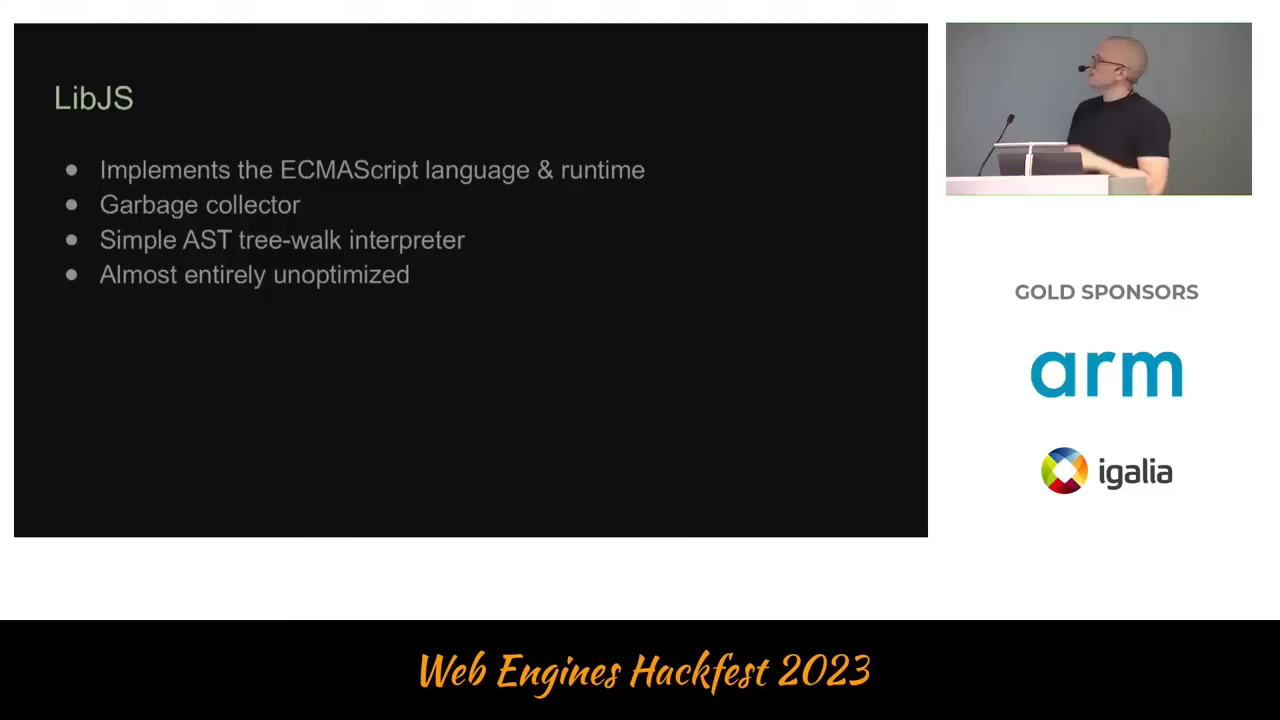 LibJS
● Implements the ECMAScript language & runtime
● Garbage collector
● Simple AST tree-walk interpreter
● Almost entirely unoptimized
GOLD SPONSORS
arm
igalia
Web Engines Hackfest 2023